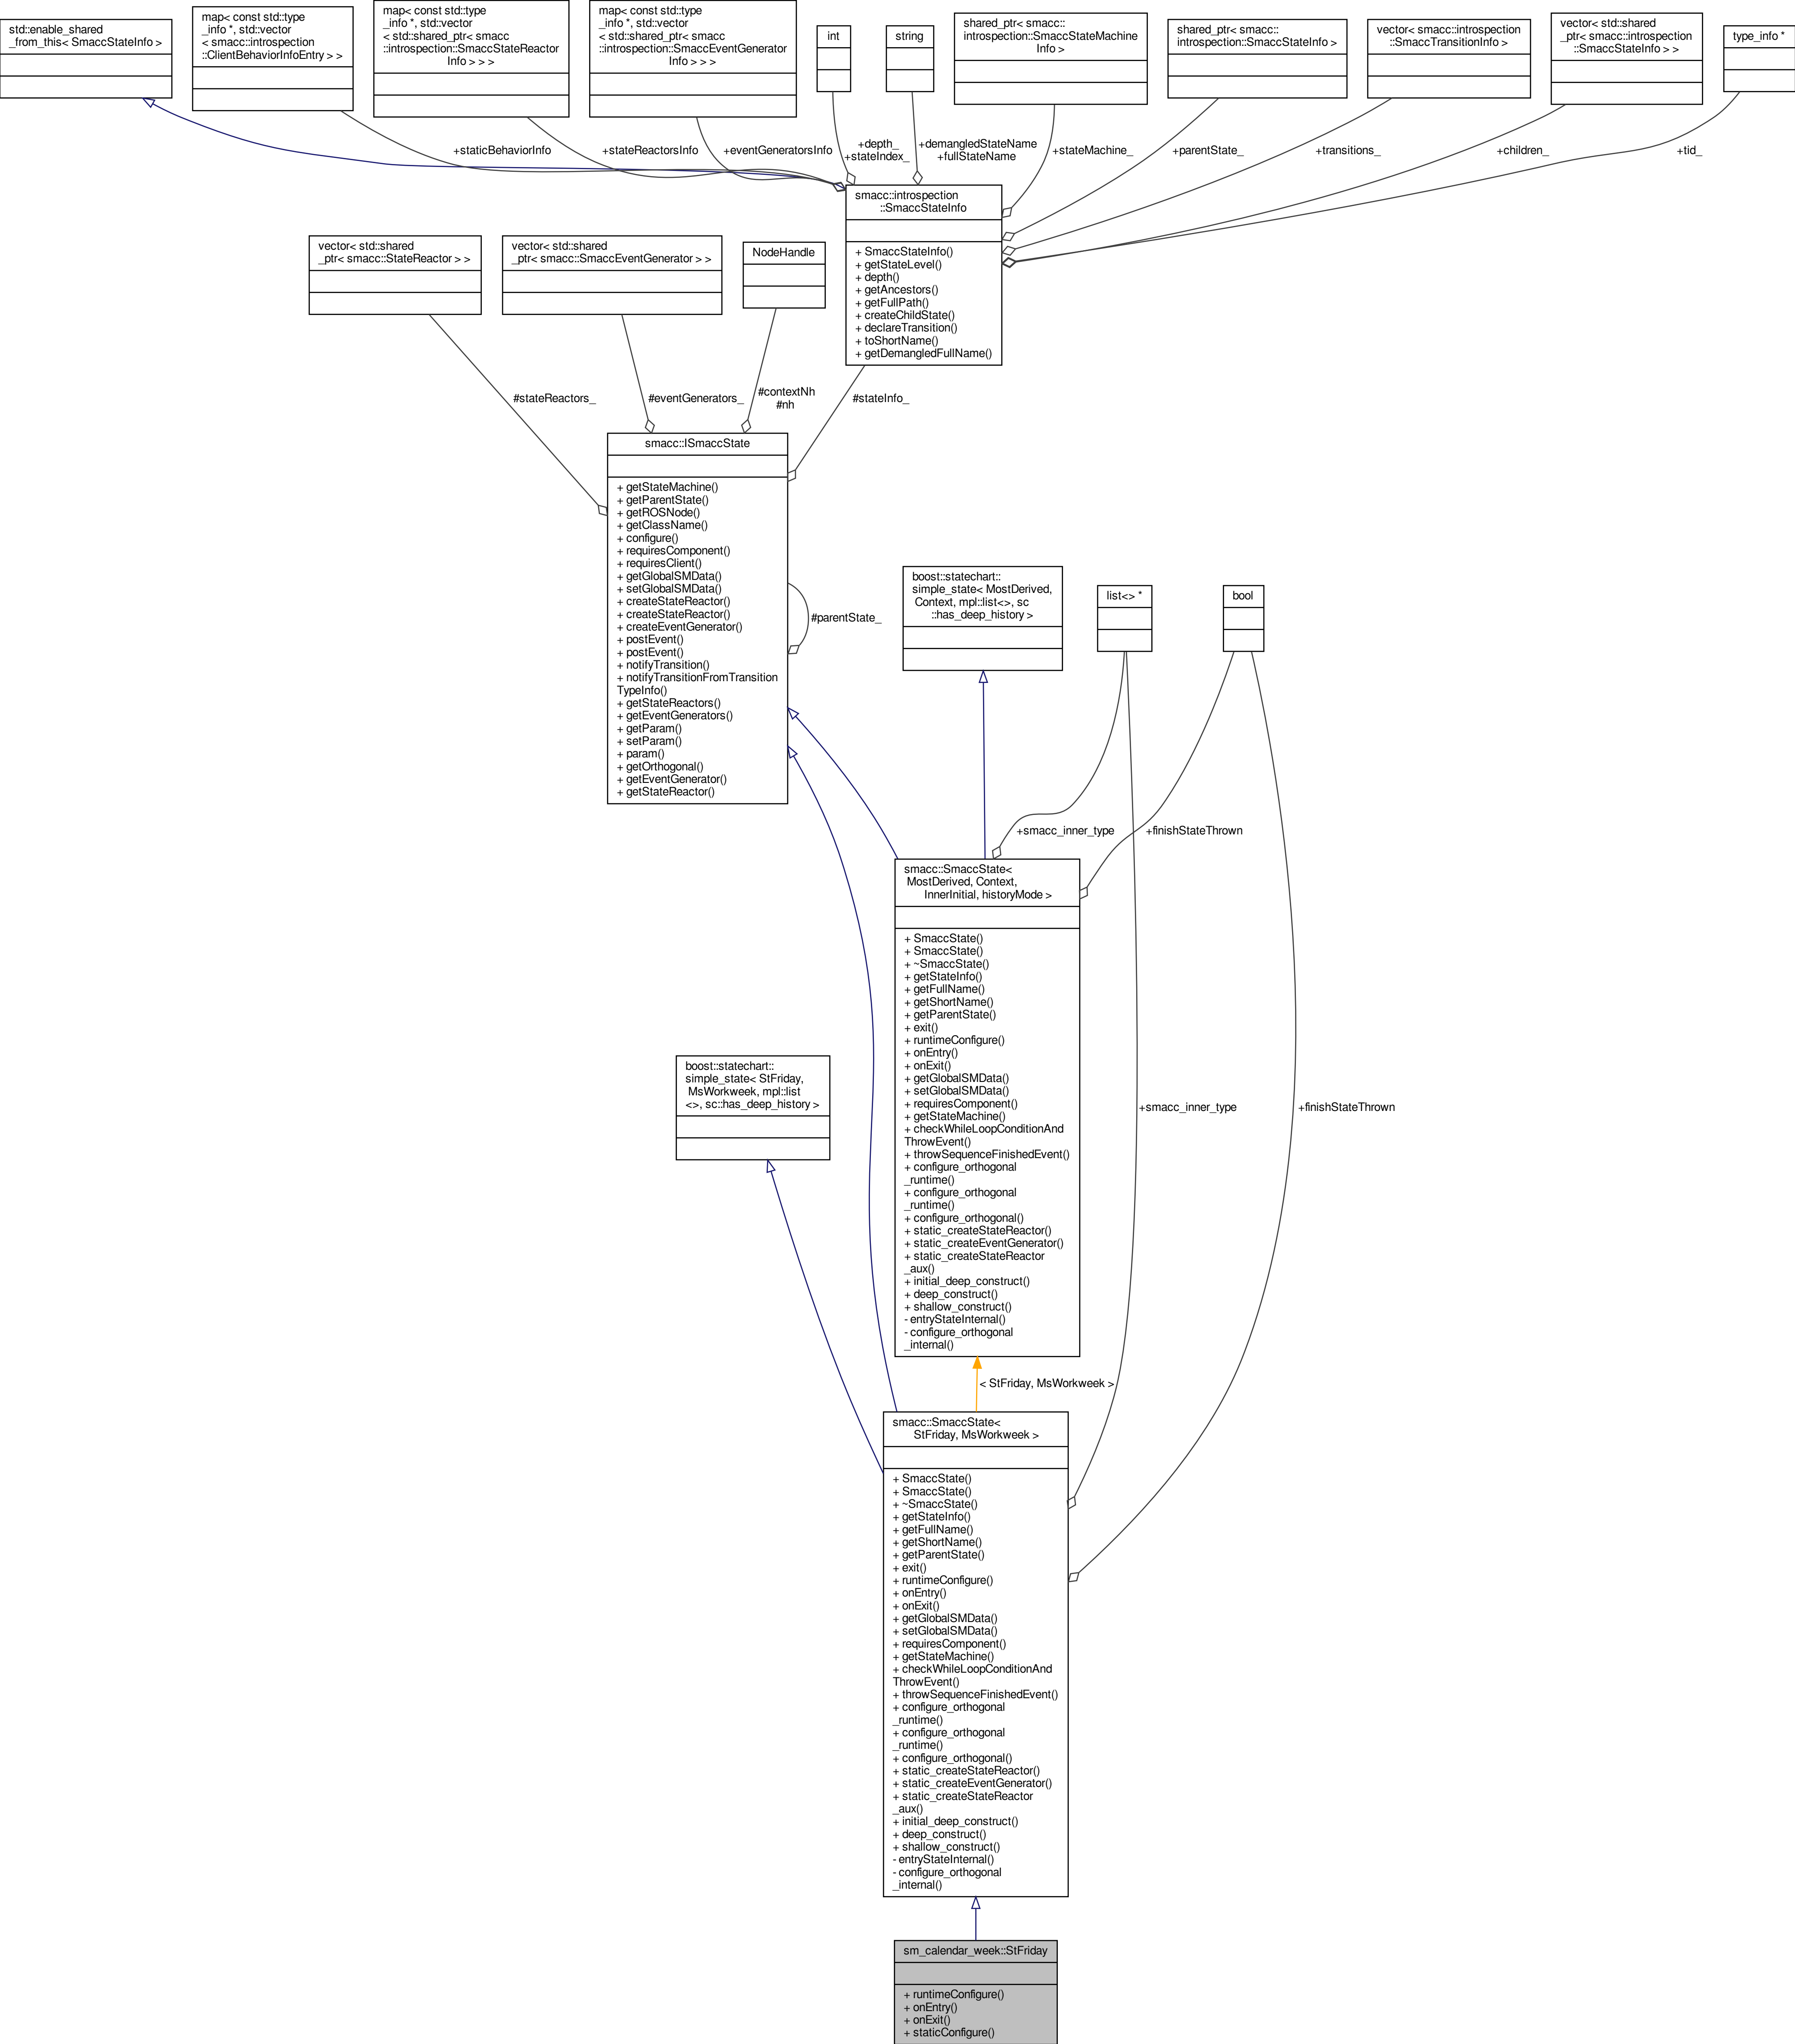 std::enable_shared
_from_this< SmaccStateInfo >
map< const std::type
_info *, std::vector
< smacc::introspection
::ClientBehaviorInfoEntry > >
map< const std::type
_info *, std::vector
< std::shared_ptr< smacc
::introspection::SmaccStateReactor
Info > > >
map< const std::type
_info *, std::vector
< std::shared_ptr< smacc
::introspection::SmaccEventGenerator
Info > > >
int
string
shared_ptr< smacc::
introspection::SmaccStateMachine
Info >
shared_ptr< smacc::
introspection::SmaccStateInfo >
vector< smacc::introspection
::SmaccTransitionInfo >
vector< std::shared
_ptr< smacc::introspection
::SmaccStateInfo > >
type_info *
+staticBehaviorInfo
+stateReactorsInfo
+eventGeneratorsInfo
+depth_
+stateIndex_
+demangledStateName
+fullStateName
+stateMachine_
+parentState_
+transitions_
+children_
+tid_
smacc::introspection
::SmaccStateInfo
+ SmaccStateInfo()
+ getStateLevel()
+ depth()
+ getAncestors()
+ getFullPath()
+ createChildState()
+ declareTransition()
+ toShortName()
+ getDemangledFullName()
vector< std::shared
_ptr< smacc::StateReactor > >
vector< std::shared
_ptr< smacc::SmaccEventGenerator > >
NodeHandle
#stateReactors_
#eventGenerators_
#contextNh
#nh
#stateInfo_
smacc::ISmaccState
+ getStateMachine()
+ getParentState()
+ getROSNode()
+ getClassName()
+ configure()
+ requiresComponent()
+ requiresClient()
+ getGlobalSMData()
+ setGlobalSMData()
+ createStateReactor()
+ createStateReactor()
+ createEventGenerator()
+ postEvent()
+ postEvent()
+ notifyTransition()
+ notifyTransitionFromTransition
TypeInfo()
+ getStateReactors()
+ getEventGenerators()
+ getParam()
+ setParam()
+ param()
+ getOrthogonal()
+ getEventGenerator()
+ getStateReactor()
#parentState_
boost::statechart::
simple_state< MostDerived,
Context, mpl::list<>, sc
::has_deep_history >
list<> *
bool
+smacc_inner_type
+finishStateThrown
smacc::SmaccState<
MostDerived, Context,
InnerInitial, historyMode >
+ SmaccState()
+ SmaccState()
+ ~SmaccState()
+ getStateInfo()
+ getFullName()
+ getShortName()
+ getParentState()
+ exit()
+ runtimeConfigure()
+ onEntry()
+ onExit()
+ getGlobalSMData()
+ setGlobalSMData()
+ requiresComponent()
+ getStateMachine()
+ checkWhileLoopConditionAnd
ThrowEvent()
+ throwSequenceFinishedEvent()
+ configure_orthogonal
_runtime()
+ configure_orthogonal
_runtime()
+ configure_orthogonal()
+ static_createStateReactor()
+ static_createEventGenerator()
+ static_createStateReactor
_aux()
+ initial_deep_construct()
+ deep_construct()
+ shallow_construct()
- entryStateInternal()
- configure_orthogonal
_internal()
boost::statechart::
simple_state< StFriday,
MsWorkweek, mpl::list
<>, sc::has_deep_history >
+smacc_inner_type
+finishStateThrown
< StFriday, MsWorkweek >
smacc::SmaccState<
StFriday, MsWorkweek >
+ SmaccState()
+ SmaccState()
+ ~SmaccState()
+ getStateInfo()
+ getFullName()
+ getShortName()
+ getParentState()
+ exit()
+ runtimeConfigure()
+ onEntry()
+ onExit()
+ getGlobalSMData()
+ setGlobalSMData()
+ requiresComponent()
+ getStateMachine()
+ checkWhileLoopConditionAnd
ThrowEvent()
+ throwSequenceFinishedEvent()
+ configure_orthogonal
_runtime()
+ configure_orthogonal
_runtime()
+ configure_orthogonal()
+ static_createStateReactor()
+ static_createEventGenerator()
+ static_createStateReactor
_aux()
+ initial_deep_construct()
+ deep_construct()
+ shallow_construct()
- entryStateInternal()
- configure_orthogonal
_internal()
sm_calendar_week::StFriday
+ runtimeConfigure()
+ onEntry()
+ onExit()
+ staticConfigure()